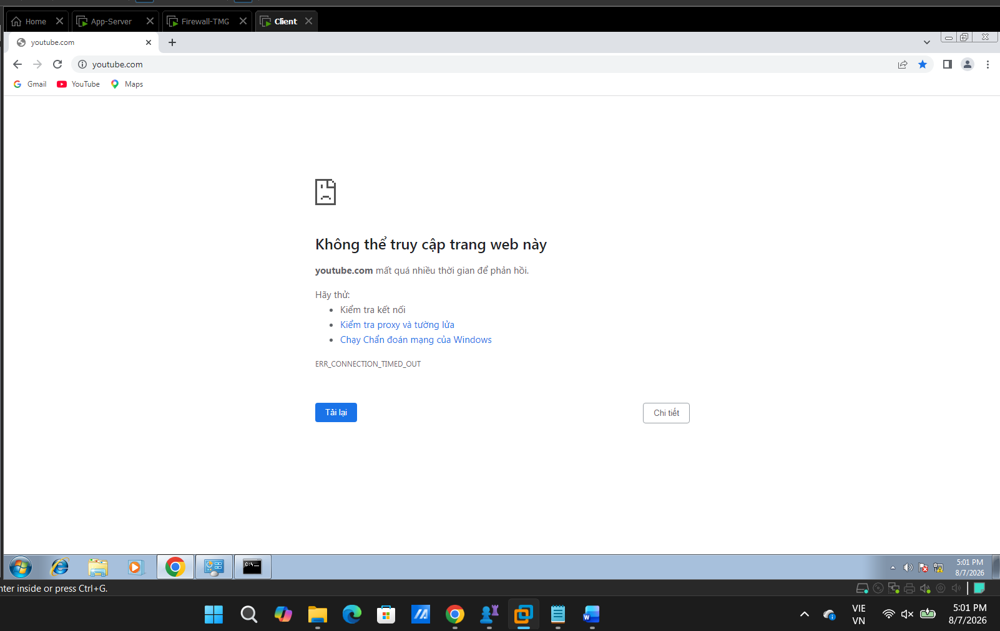 Home
App-Server
Firewall-TMG
Client
youtube.com
youtube.com
Gmail
YouTube
Maps
Không thể truy cập trang web này
youtube.com mất quá nhiều thời gian để phản hồi.
Hãy thử:
Kiểm tra kết nối
Kiểm tra proxy và tường lửa
Chạy Chẩn đoán mạng của Windows
ERR_CONNECTION_TIMED_OUT
Tải lại
Chi tiết
5:01 PM
8/7/2026
nter inside or press Ctrl+G.
VIE
VN
5:01 PM
8/7/2026